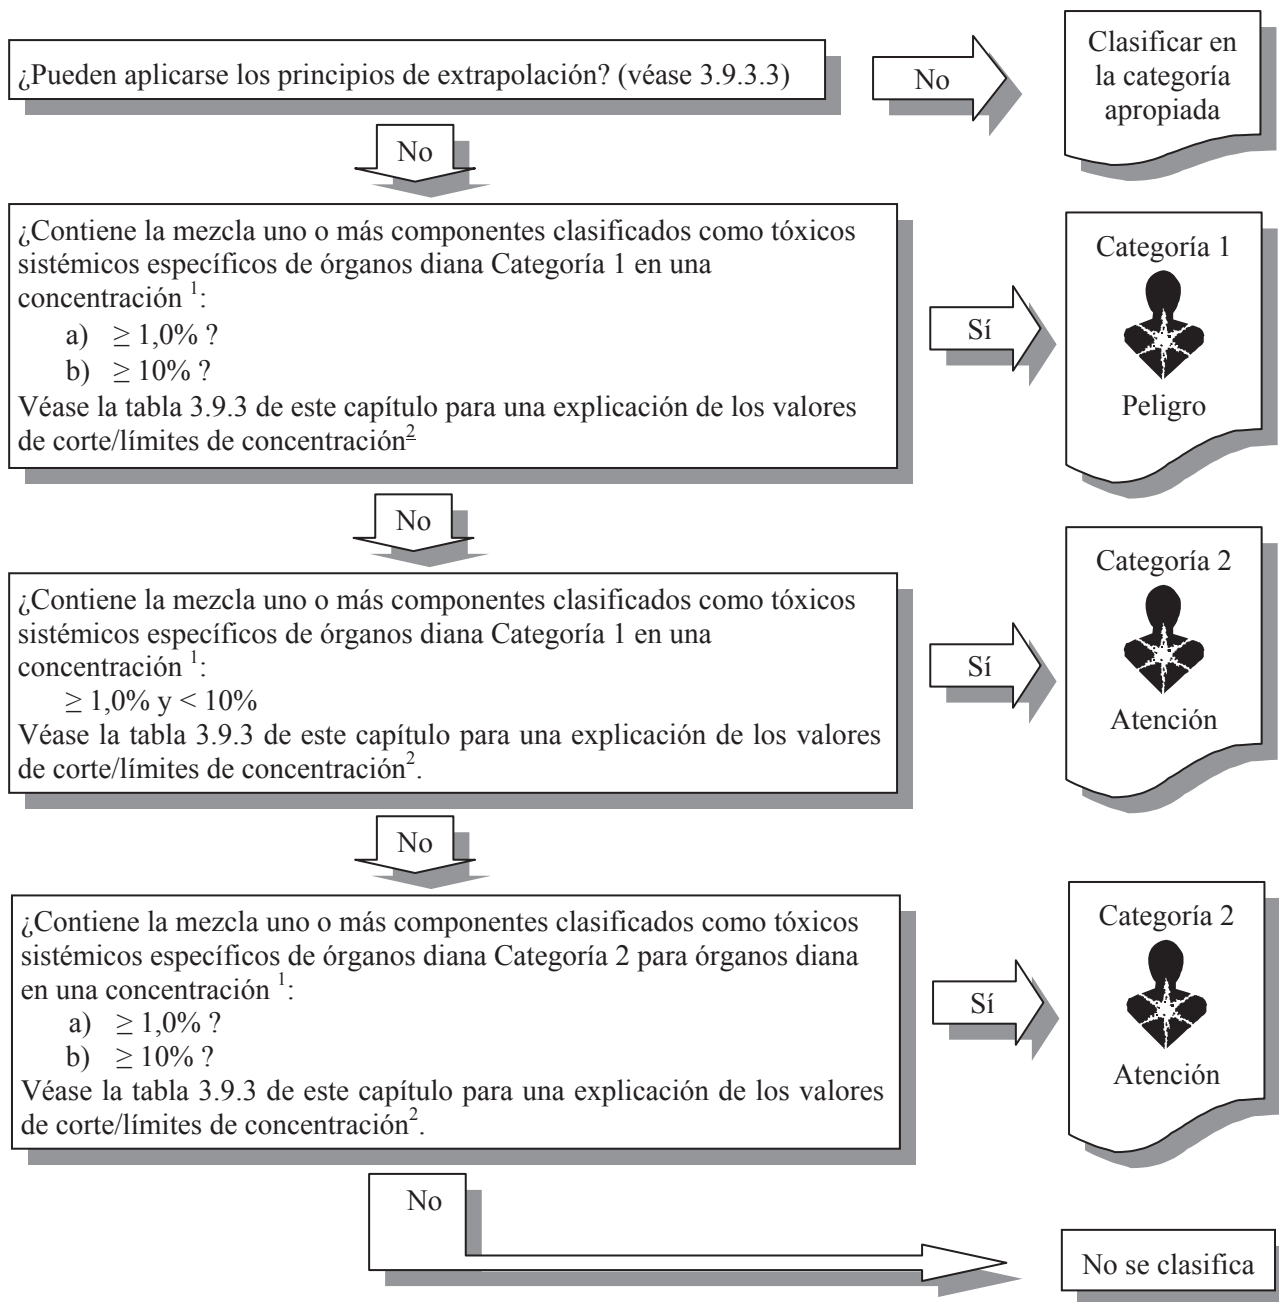 ¿Pueden aplicarse los principios de extrapolación? (véase 3.9.3.3)
No
Clasificar en
la categoría
apropiada
No
¿Contiene la mezcla uno o más componentes clasificados como tóxicos
sistémicos específicos de órganos diana Categoría 1 en una
concentración ¹:
a) ≥ 1,0% ?
b) ≥ 10% ?
Véase la tabla 3.9.3 de este capítulo para una explicación de los valores
de corte/límites de concentración²
Sí
Categoría 1
Peligro
No
¿Contiene la mezcla uno o más componentes clasificados como tóxicos
sistémicos específicos de órganos diana Categoría 1 en una
concentración ¹:
≥ 1,0% y < 10%
Véase la tabla 3.9.3 de este capítulo para una explicación de los valores
de corte/límites de concentración².
Sí
Categoría 2
Atención
No
¿Contiene la mezcla uno o más componentes clasificados como tóxicos
sistémicos específicos de órganos diana Categoría 2 para órganos diana
en una concentración ¹:
a) ≥ 1,0% ?
b) ≥ 10% ?
Véase la tabla 3.9.3 de este capítulo para una explicación de los valores
de corte/límites de concentración².
Sí
Categoría 2
Atención
No
No se clasifica